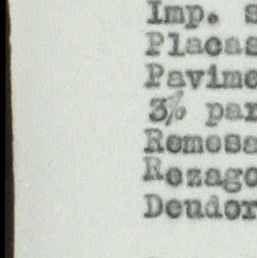 Imp. s
Placas
Pavime
3% par
Remesa
Rezago
Deudor